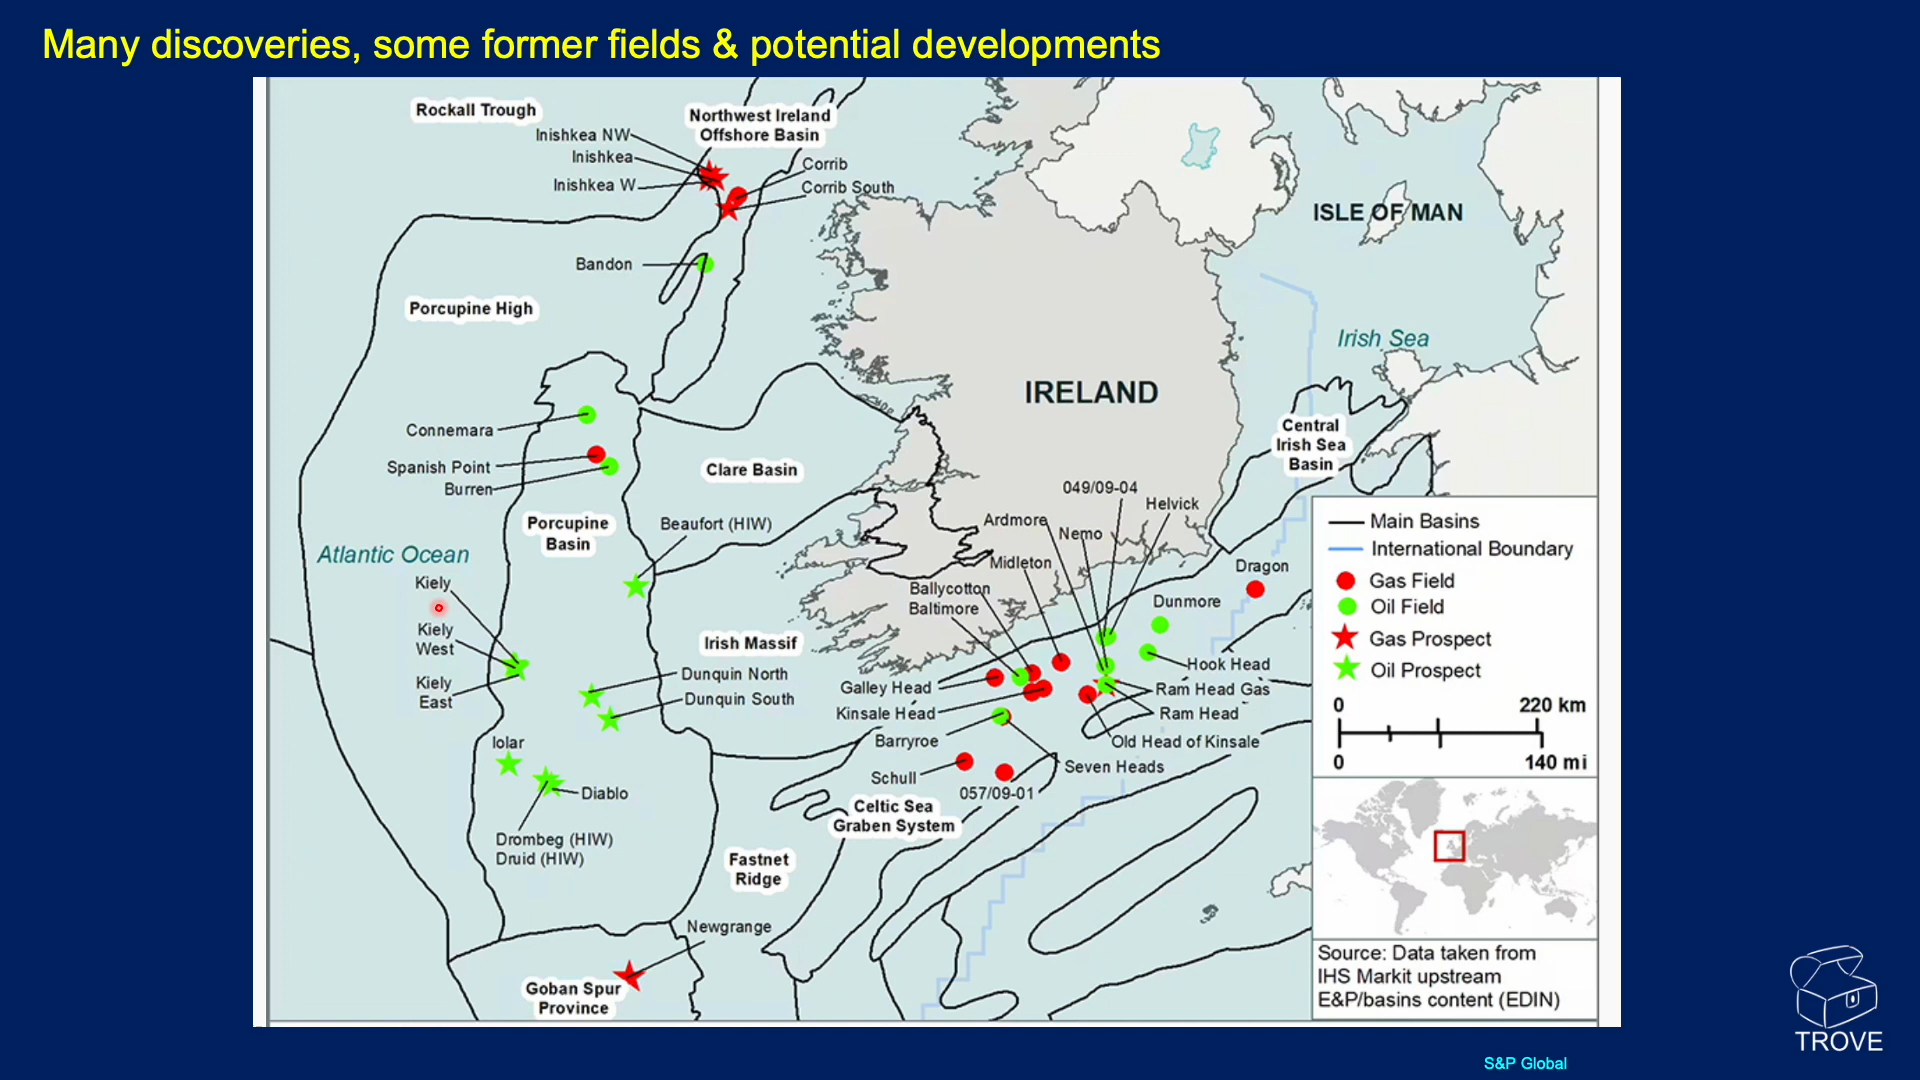 Many discoveries, some former fields & potential developments
Rockall Trough
Northwest Ireland
Offshore Basin
Inishkea NW
Inishkea
Inishkea W
Corrib
Corrib South
ISLE OF MAN
Bandon
Porcupine High
Irish Sea
IRELAND
Connemara
Central
Irish Sea
Basin
Spanish Point
Burren
Clare Basin
049/09-04
Helvick
Ardmore
Nemo
Porcupine
Basin
Beaufort (HIW)
Atlantic Ocean
Midleton
Dragon
Kiely
Ballycotton
Baltimore
Dunmore
Kiely
West
Irish Massif
Hook Head
Dunquin North
Kiely
East
Dunquin South
Galley Head
Ram Head Gas
Kinsale Head
Ram Head
Iolar
Barryroe
Old Head of Kinsale
Seven Heads
Schull
Diablo
057/09-01
Celtic Sea
Graben System
Drombeg (HIW)
Druid (HIW)
Fastnet
Ridge
Newgrange
Goban Spur
Province
Main Basins
International Boundary
Gas Field
Oil Field
Gas Prospect
Oil Prospect
0 220 km
0 140 mi
Source: Data taken from
IHS Markit upstream
E&P/basins content (EDIN)
TROVE
S&P Global